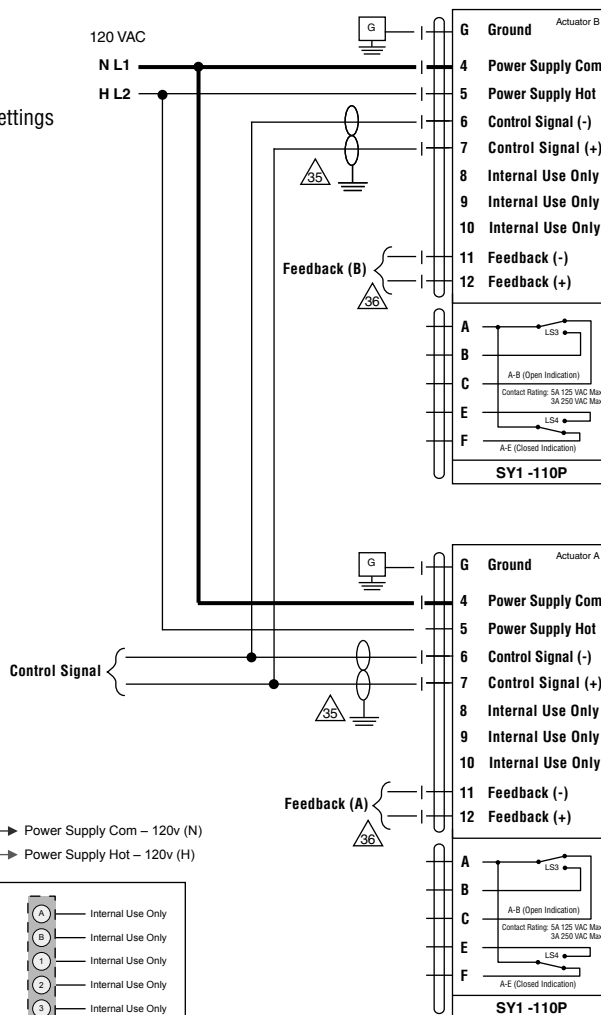 120 VAC
N L1
H L2
ettings
G
G Ground
Actuator B
4 Power Supply Com
5 Power Supply Hot
6 Control Signal (-)
7 Control Signal (+)
8 Internal Use Only
9 Internal Use Only
10 Internal Use Only
11 Feedback (-)
12 Feedback (+)
35
Feedback (B)
36
A
B
C
E
F
LS3
A-B (Open Indication)
Contact Rating: 5A 125 VAC Max
3A 250 VAC Max
LS4
A-E (Closed Indication)
SY1 -110P
G
G Ground
Actuator A
4 Power Supply Com
5 Power Supply Hot
6 Control Signal (-)
7 Control Signal (+)
8 Internal Use Only
9 Internal Use Only
10 Internal Use Only
11 Feedback (-)
12 Feedback (+)
Control Signal
35
Feedback (A)
36
A
B
C
E
F
LS3
A-B (Open Indication)
Contact Rating: 5A 125 VAC Max
3A 250 VAC Max
LS4
A-E (Closed Indication)
SY1 -110P
Power Supply Com – 120v (N)
Power Supply Hot – 120v (H)
A Internal Use Only
B Internal Use Only
1 Internal Use Only
2 Internal Use Only
3 Internal Use Only